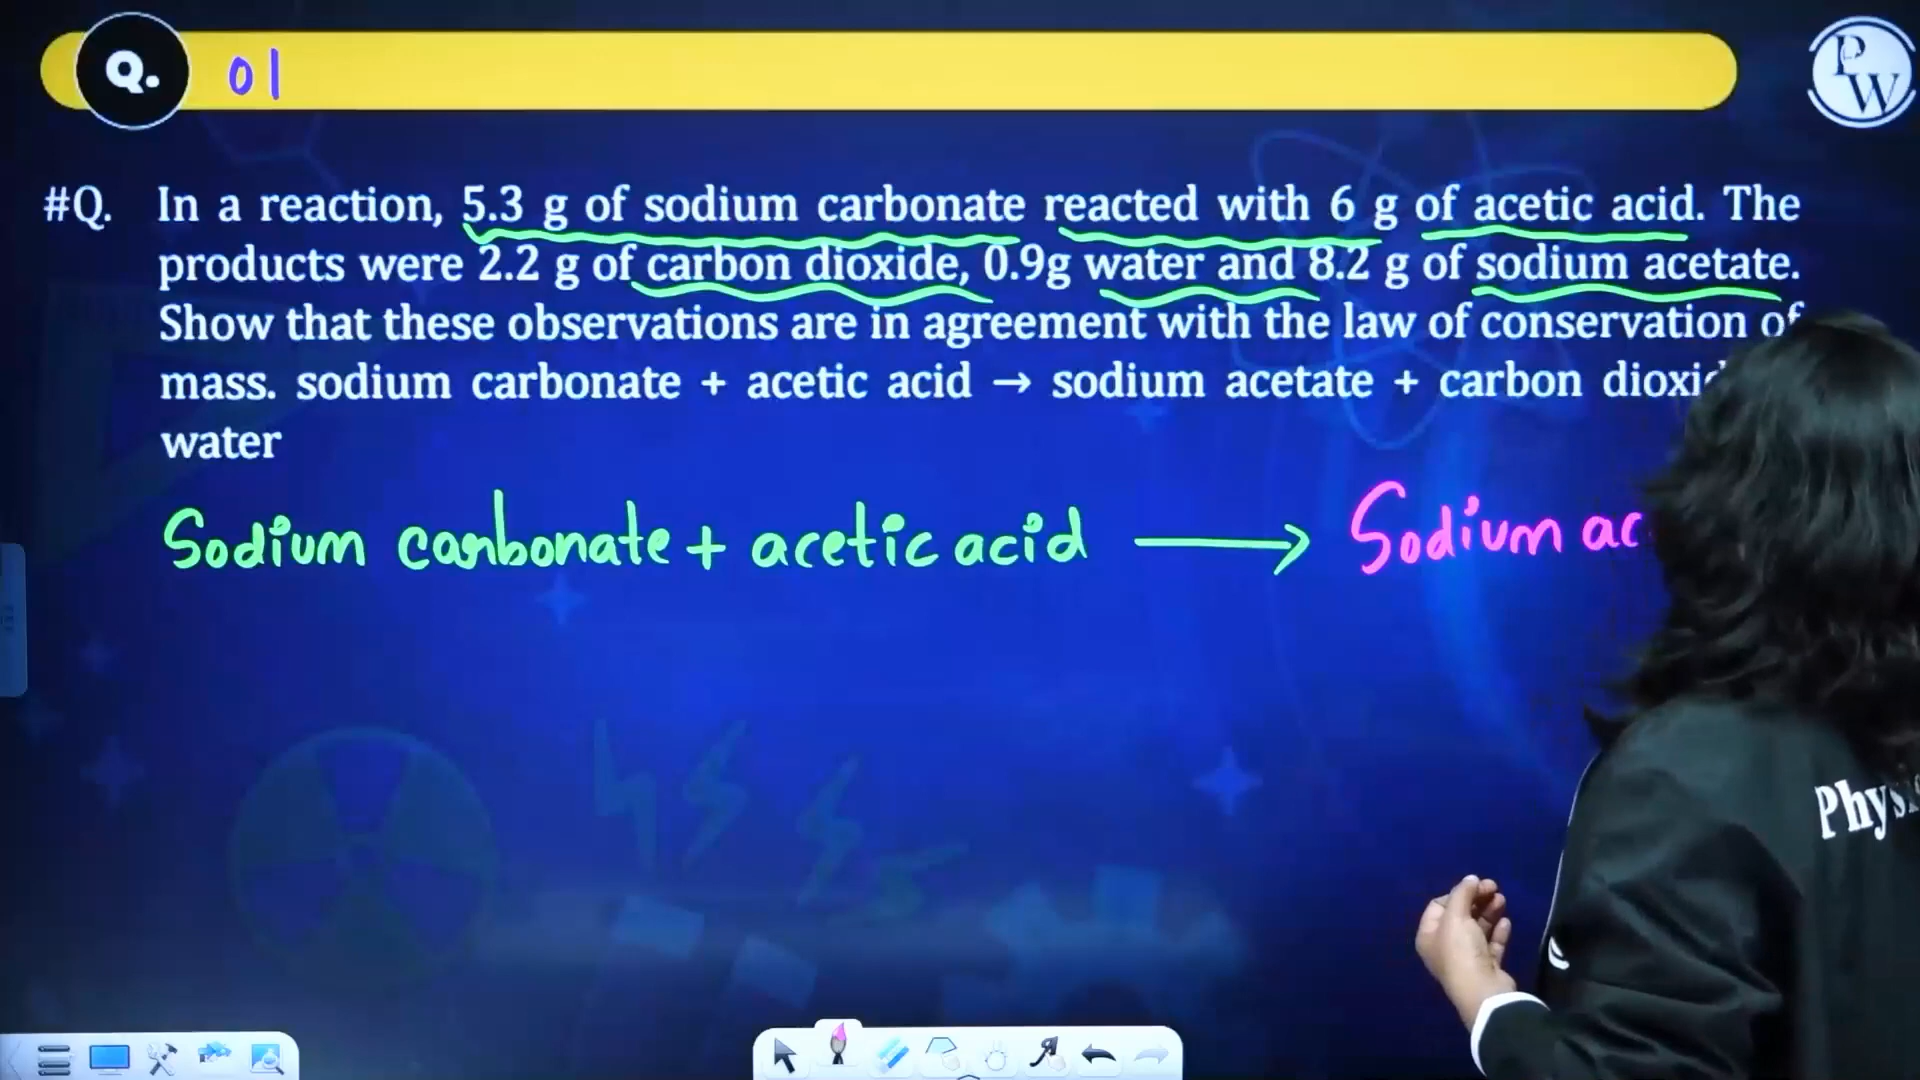 Q. 01
PW
#Q. In a reaction, 5.3 g of sodium carbonate reacted with 6 g of acetic acid. The
products were 2.2 g of carbon dioxide, 0.9g water and 8.2 g of sodium acetate.
Show that these observations are in agreement with the law of conservation of
mass. sodium carbonate + acetic acid → sodium acetate + carbon
water
Sodium carbonate + acetic acid ⟶ Sodium